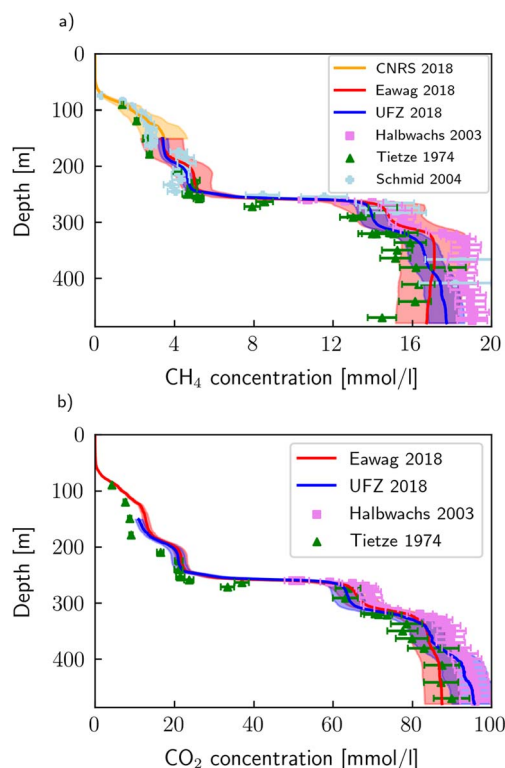 a)
0
100
200
300
400
Depth [m]
CNRS 2018
Eawag 2018
UFZ 2018
Halbwachs 2003
Tietze 1974
Schmid 2004
0 4 8 12 16 20
CH₄ concentration [mmol/l]
b)
0
100
200
300
400
Depth [m]
Eawag 2018
UFZ 2018
Halbwachs 2003
Tietze 1974
0 20 40 60 80 100
CO₂ concentration [mmol/l]